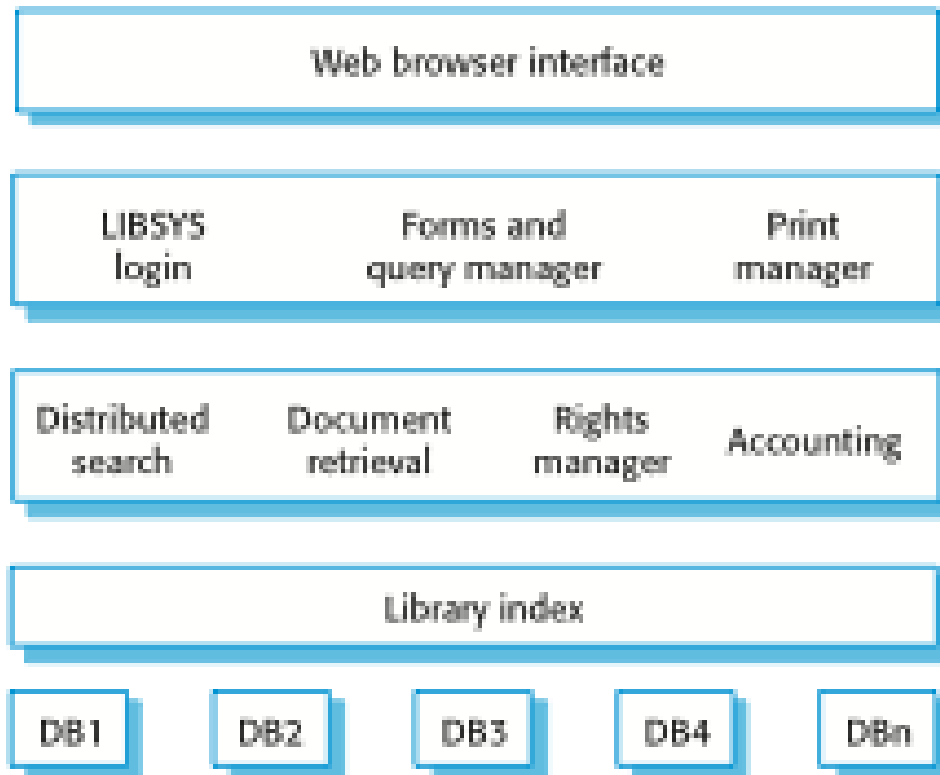 Web browser interface
LIBSYS
login
Forms and
query manager
Print
manager
Distributed
search
Document
retrieval
Rights
manager
Accounting
Library index
DB1
DB2
DB3
DB4
DBn